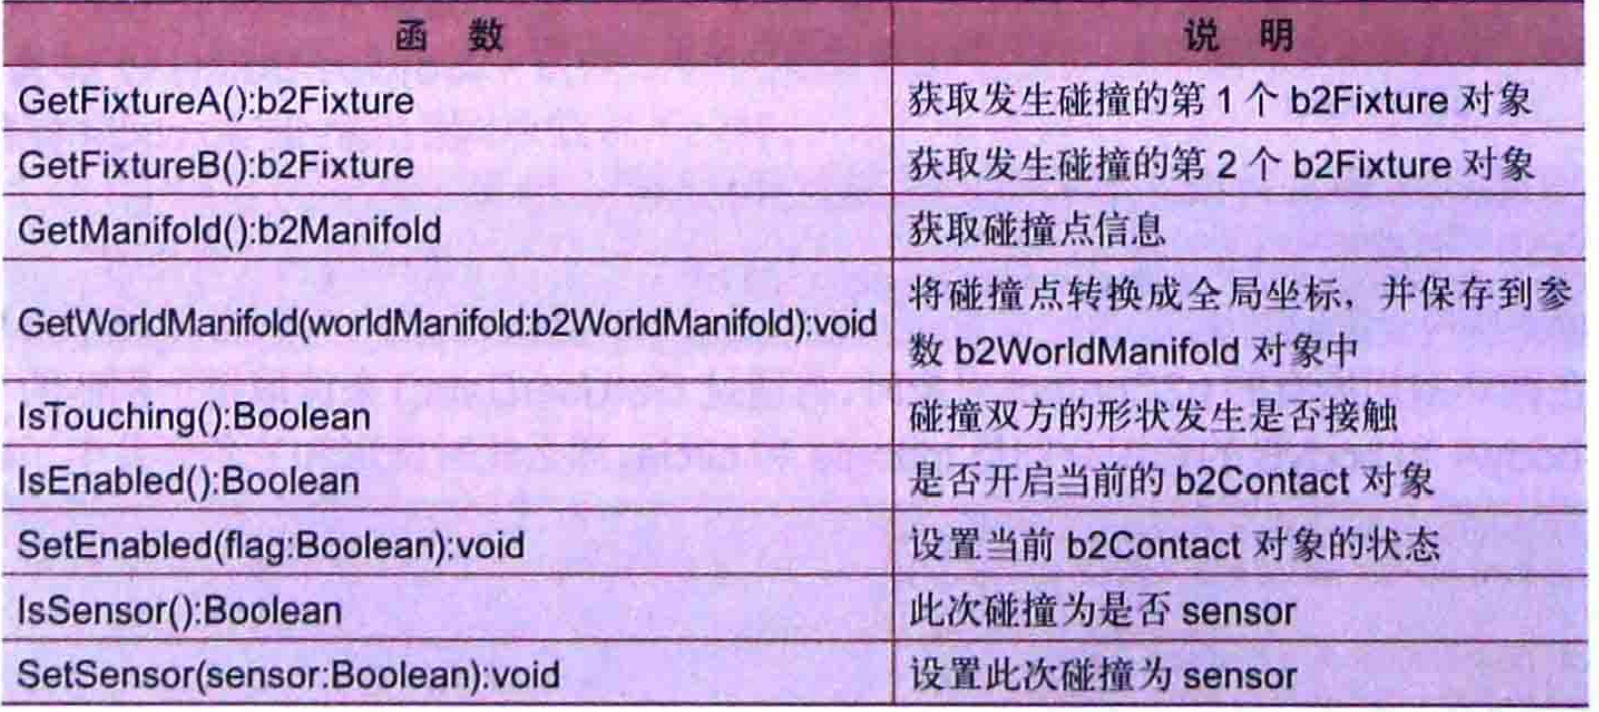 函 数 说 明
GetFixtureA():b2Fixture 获取发生碰撞的第 1 个 b2Fixture 对象
GetFixtureB():b2Fixture 获取发生碰撞的第 2 个 b2Fixture 对象
GetManifold():b2Manifold 获取碰撞点信息
GetWorldManifold(worldManifold:b2WorldManifold):void 将碰撞点转换成全局坐标，并保存到参
数 b2WorldManifold 对象中
IsTouching():Boolean 碰撞双方的形状发生是否接触
IsEnabled():Boolean 是否开启当前的 b2Contact 对象
SetEnabled(flag:Boolean):void 设置当前 b2Contact 对象的状态
IsSensor():Boolean 此次碰撞为是否 sensor
SetSensor(sensor:Boolean):void 设置此次碰撞为 sensor